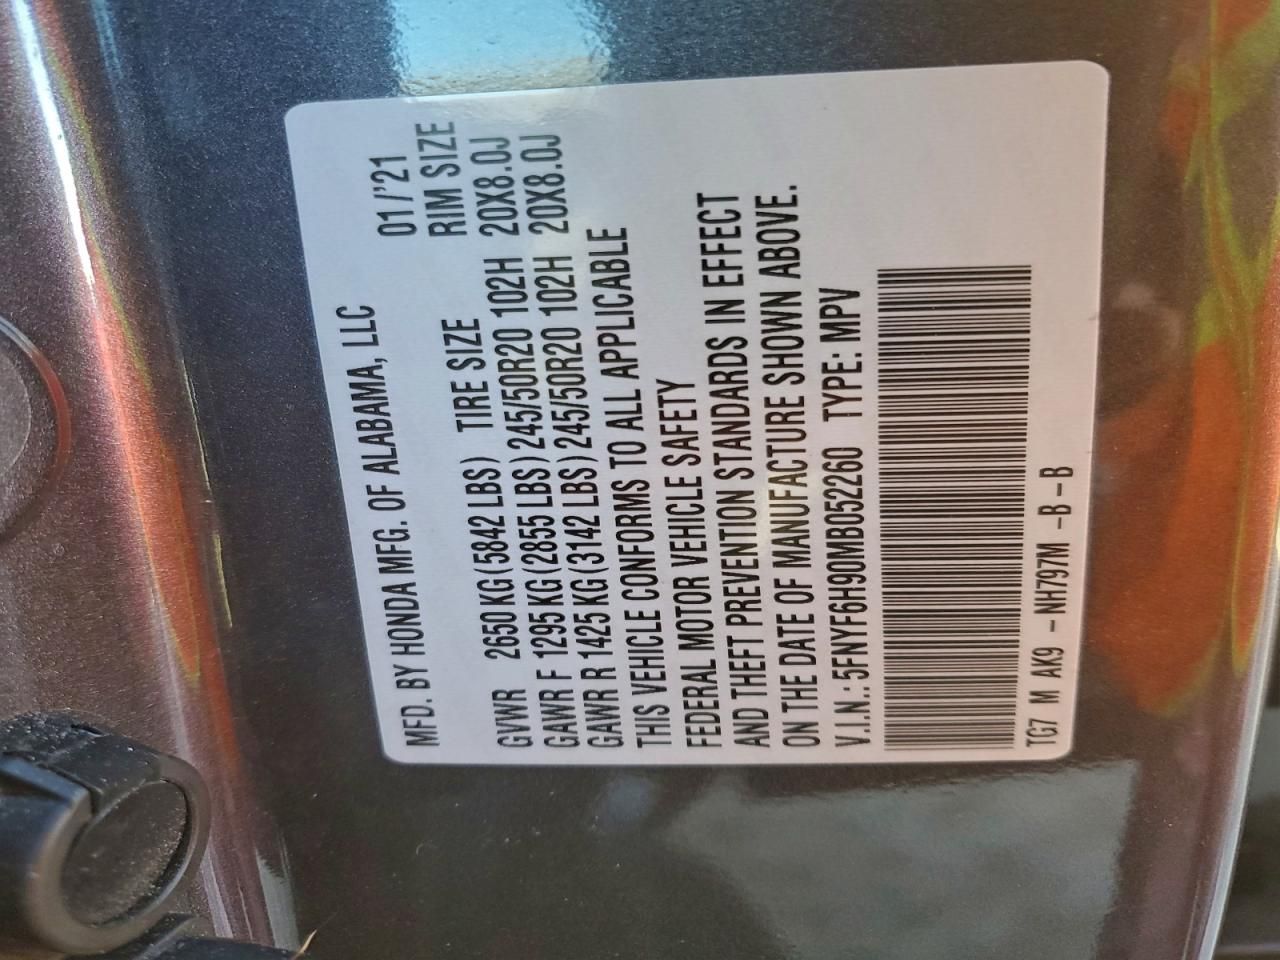 MFD. BY HONDA MFG. OF ALABAMA, LLC 01/'21
TIRE SIZE RIM SIZE
GVWR 2650 KG (5842 LBS)
GAWR F 1295 KG (2855 LBS) 245/50R20 102H 20X8.0J
GAWR R 1425 KG (3142 LBS) 245/50R20 102H 20X8.0J
THIS VEHICLE CONFORMS TO ALL APPLICABLE
FEDERAL MOTOR VEHICLE SAFETY
AND THEFT PREVENTION STANDARDS IN EFFECT
ON THE DATE OF MANUFACTURE SHOWN ABOVE.
V.I.N.: 5FNYF6H90MB052260 TYPE: MPV
TG7 M AK9 -NH797M -B-B